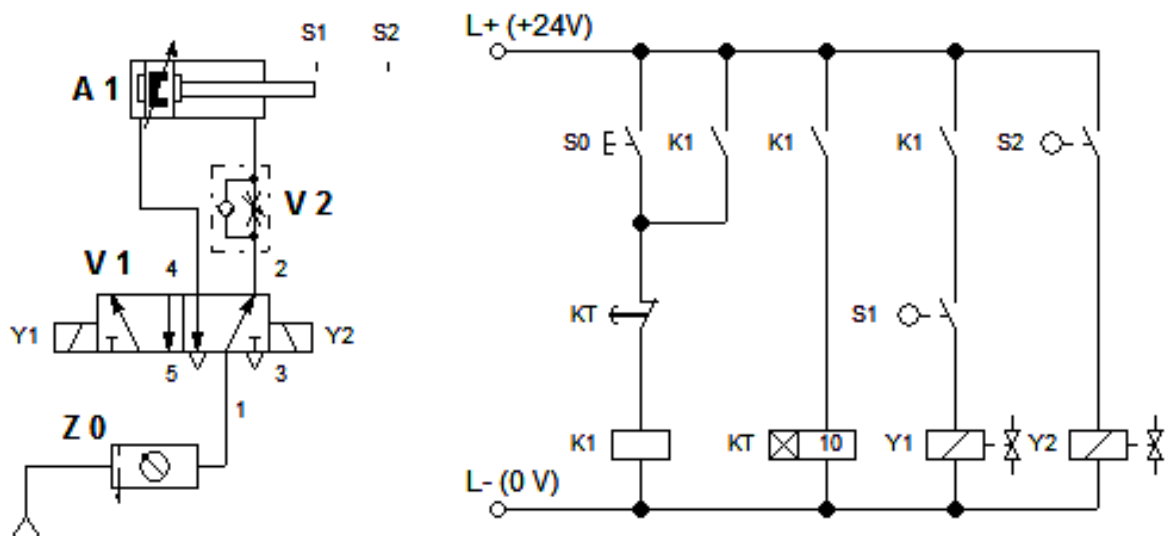 S1 S2
A 1
V 2
V 1 4 2
Y1 Y2
5 3
1
Z 0
L+ (+24V)
S0 K1 K1 K1 S2
KT S1
K1 KT 10 Y1 Y2
L- (0 V)